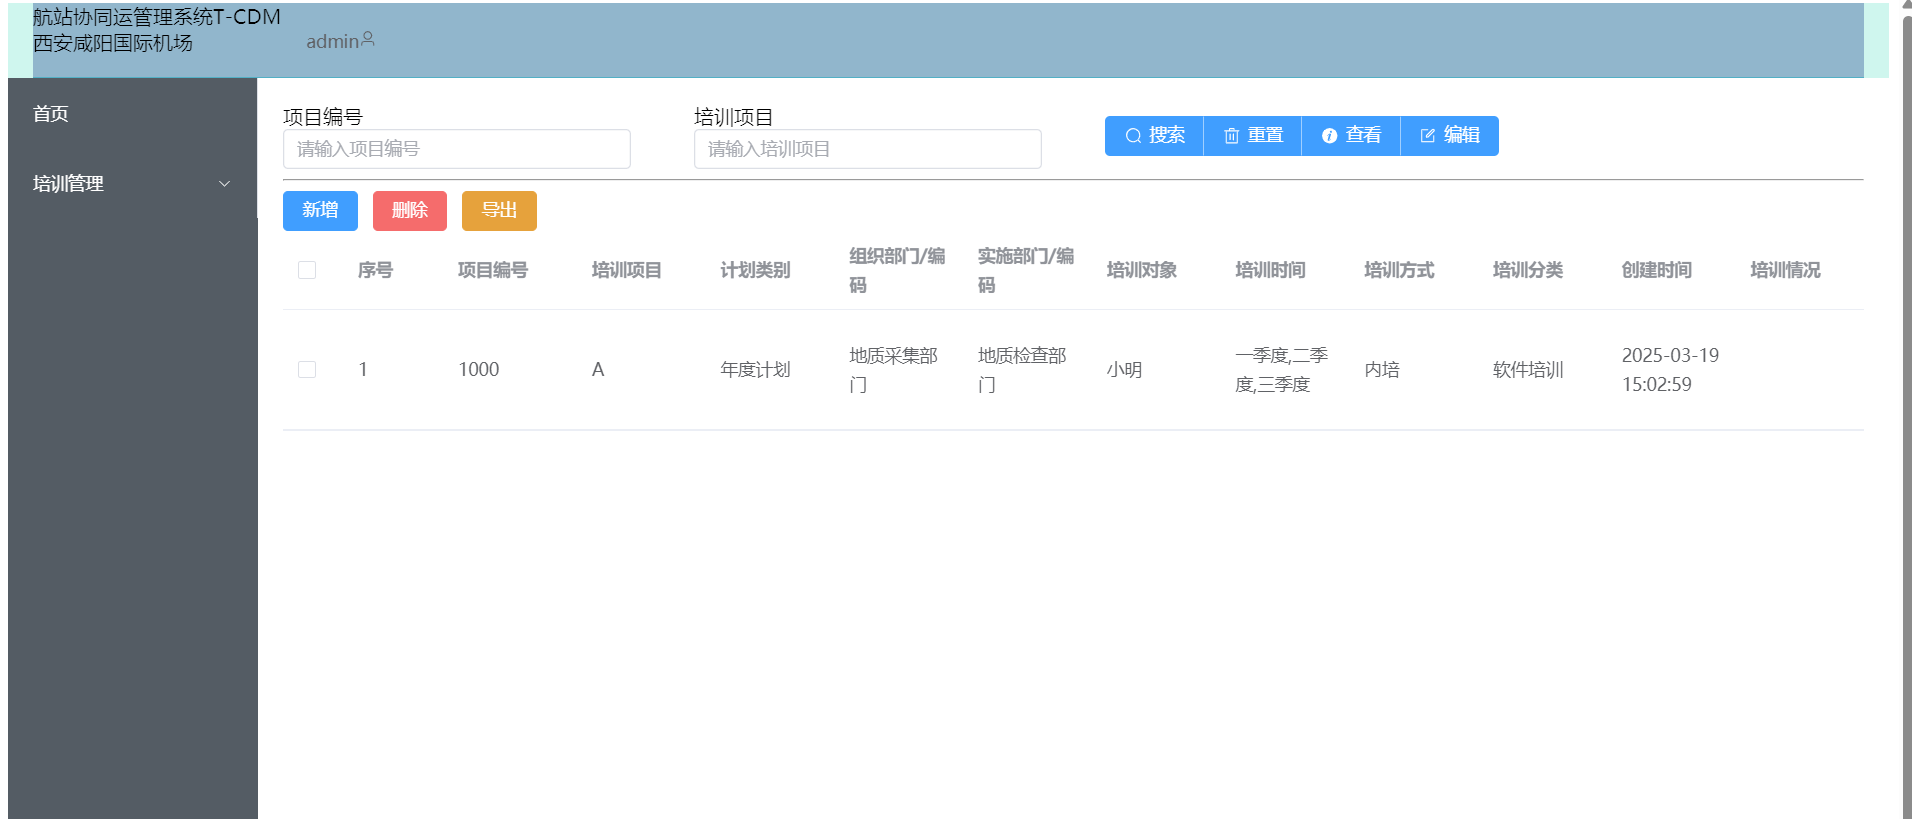 航站协同运管理系统T-CDM
西安咸阳国际机场
admin
首页
培训管理
项目编号
请输入项目编号
培训项目
请输入培训项目
搜索 重置 查看 编辑
新增 删除 导出
序号 项目编号 培训项目 计划类别 组织部门/编码 实施部门/编码 培训对象 培训时间 培训方式 培训分类 创建时间 培训情况
1 1000 A 年度计划 地质采集部门 地质检查部门 小明 一季度,二季度,三季度 内培 软件培训 2025-03-19 15:02:59